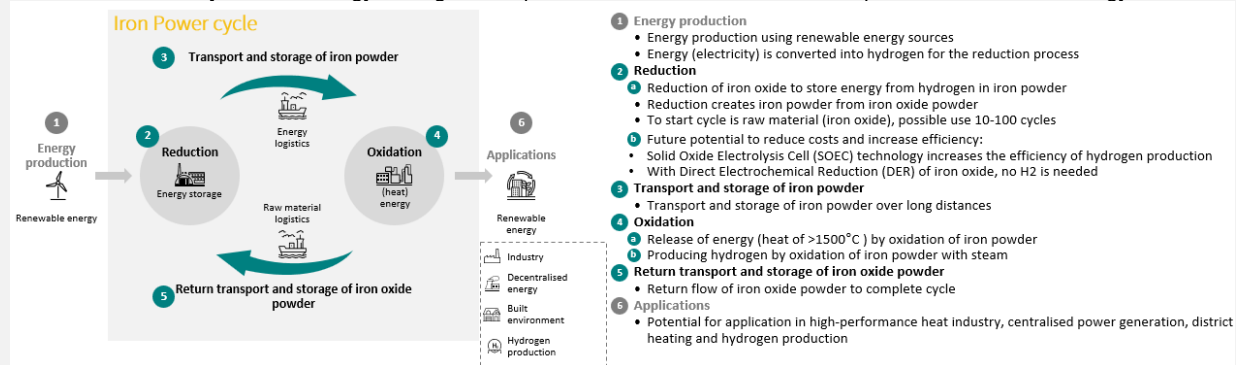 Iron Power cycle
3 Transport and storage of iron powder
Energy
logistics
1
Energy
production
Renewable energy
2
Reduction
Energy storage
4
Oxidation
(heat)
energy
6
Applications
Renewable
energy
Raw material
logistics
5 Return transport and storage of iron oxide
powder
Industry
Decentralised
energy
Built
environment
H₂ Hydrogen
production
1 Energy production
• Energy production using renewable energy sources
• Energy (electricity) is converted into hydrogen for the reduction process
2 Reduction
a Reduction of iron oxide to store energy from hydrogen in iron powder
• Reduction creates iron powder from iron oxide powder
• To start cycle is raw material (iron oxide), possible use 10-100 cycles
b Future potential to reduce costs and increase efficiency:
• Solid Oxide Electrolysis Cell (SOEC) technology increases the efficiency of hydrogen production
• With Direct Electrochemical Reduction (DER) of iron oxide, no H2 is needed
3 Transport and storage of iron powder
• Transport and storage of iron powder over long distances
4 Oxidation
a Release of energy (heat of >1500°C ) by oxidation of iron powder
b Producing hydrogen by oxidation of iron powder with steam
5 Return transport and storage of iron oxide powder
• Return flow of iron oxide powder to complete cycle
6 Applications
• Potential for application in high-performance heat industry, centralised power generation, district
heating and hydrogen production